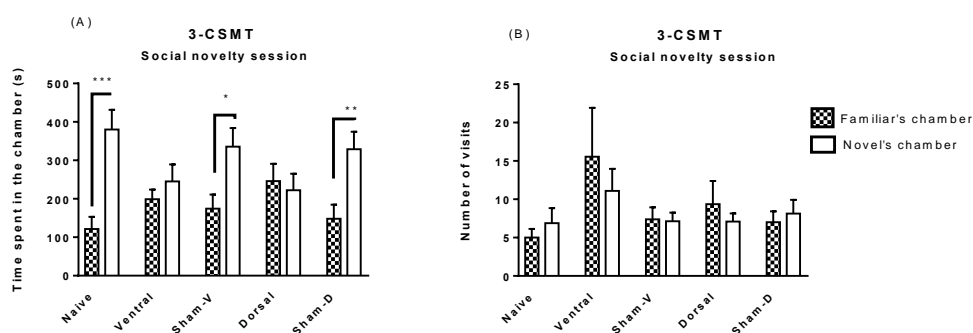 (A)
3-CSMT
Social novelty session
Time spent in the chamber (s)
500
400
300
200
100
0
***
*
**
Naive
Ventral
Sham-V
Dorsal
Sham-D
(B)
3-CSMT
Social novelty session
Number of visits
25
20
15
10
5
0
Naive
Ventral
Sham-V
Dorsal
Sham-D
Familiar's chamber
Novel's chamber